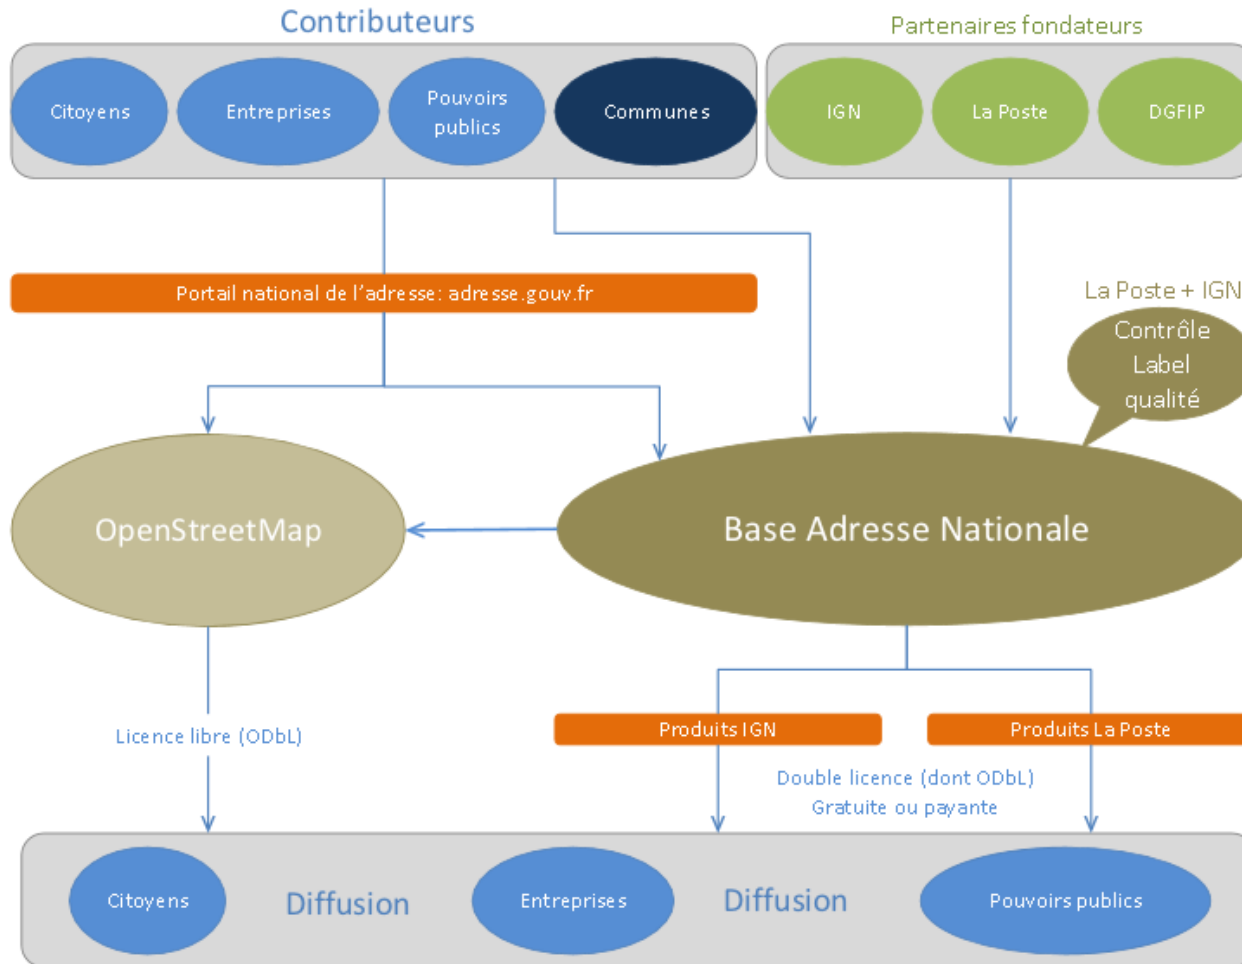 Contributeurs
Partenaires fondateurs
Citoyens
Entreprises
Pouvoirs
publics
Communes
IGN
La Poste
DGFIP
Portail national de l'adresse: adresse.gouv.fr
La Poste + IGN
Contrôle
Label
qualité
OpenStreetMap
Base Adresse Nationale
Licence libre (ODbL)
Produits IGN
Produits La Poste
Double licence (dont ODbL)
Gratuite ou payante
Citoyens
Diffusion
Entreprises
Diffusion
Pouvoirs publics